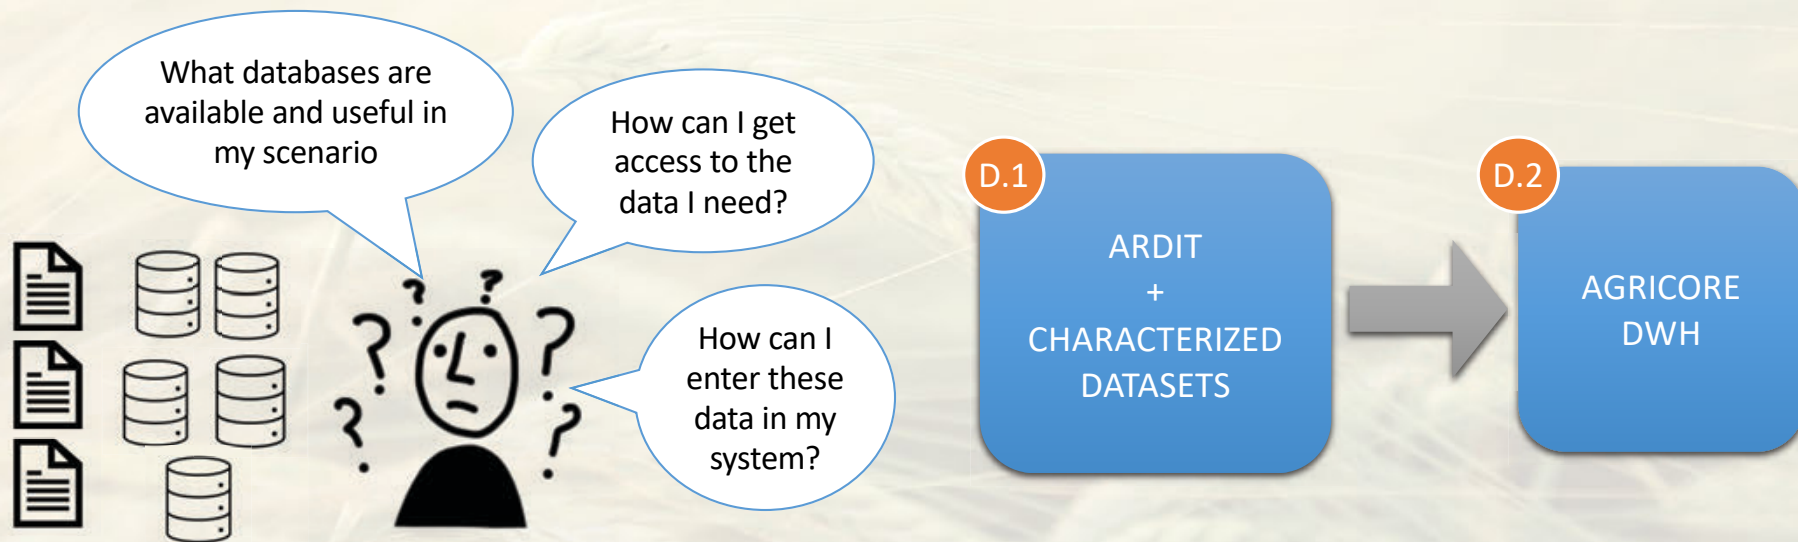 What databases are
available and useful in
my scenario
How can I get
access to the
data I need?
How can I
enter these
data in my
system?
D.1
ARDIT
+
CHARACTERIZED
DATASETS
D.2
AGRICORE
DWH